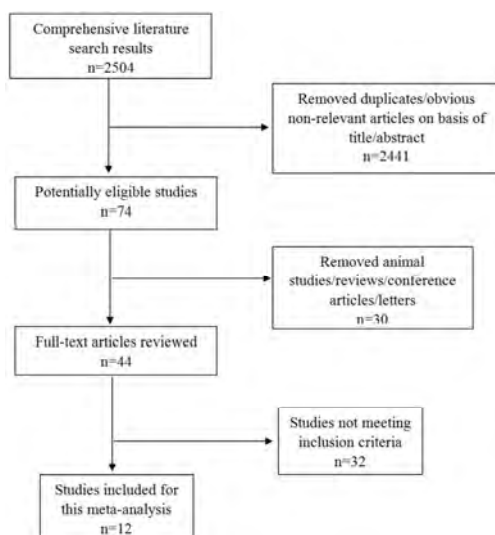 Comprehensive literature
search results
n=2504
Removed duplicates/obvious
non-relevant articles on basis of
title/abstract
n=2441
Potentially eligible studies
n=74
Removed animal
studies/reviews/conference
articles/letters
n=30
Full-text articles reviewed
n=44
Studies not meeting
inclusion criteria
n=32
Studies included for
this meta-analysis
n=12